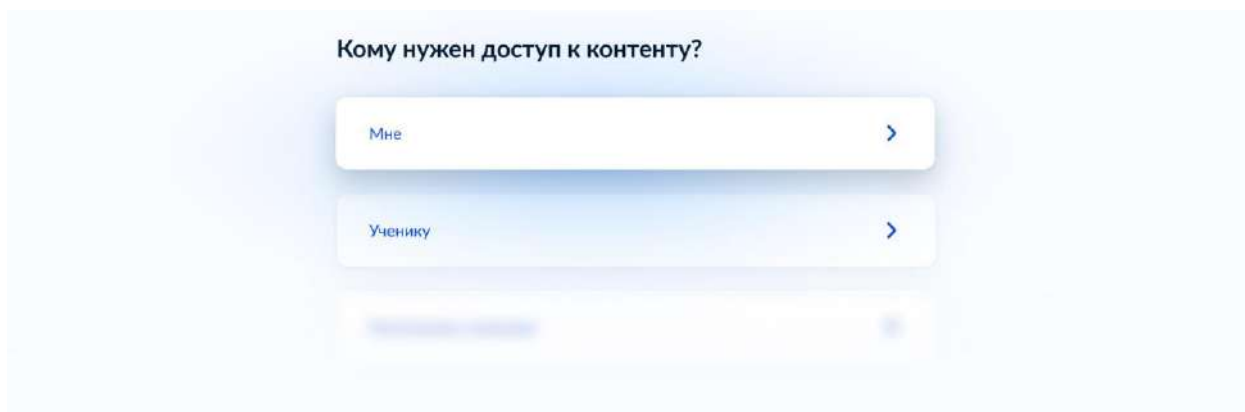 Кому нужен доступ к контенту?
Мне
Ученику